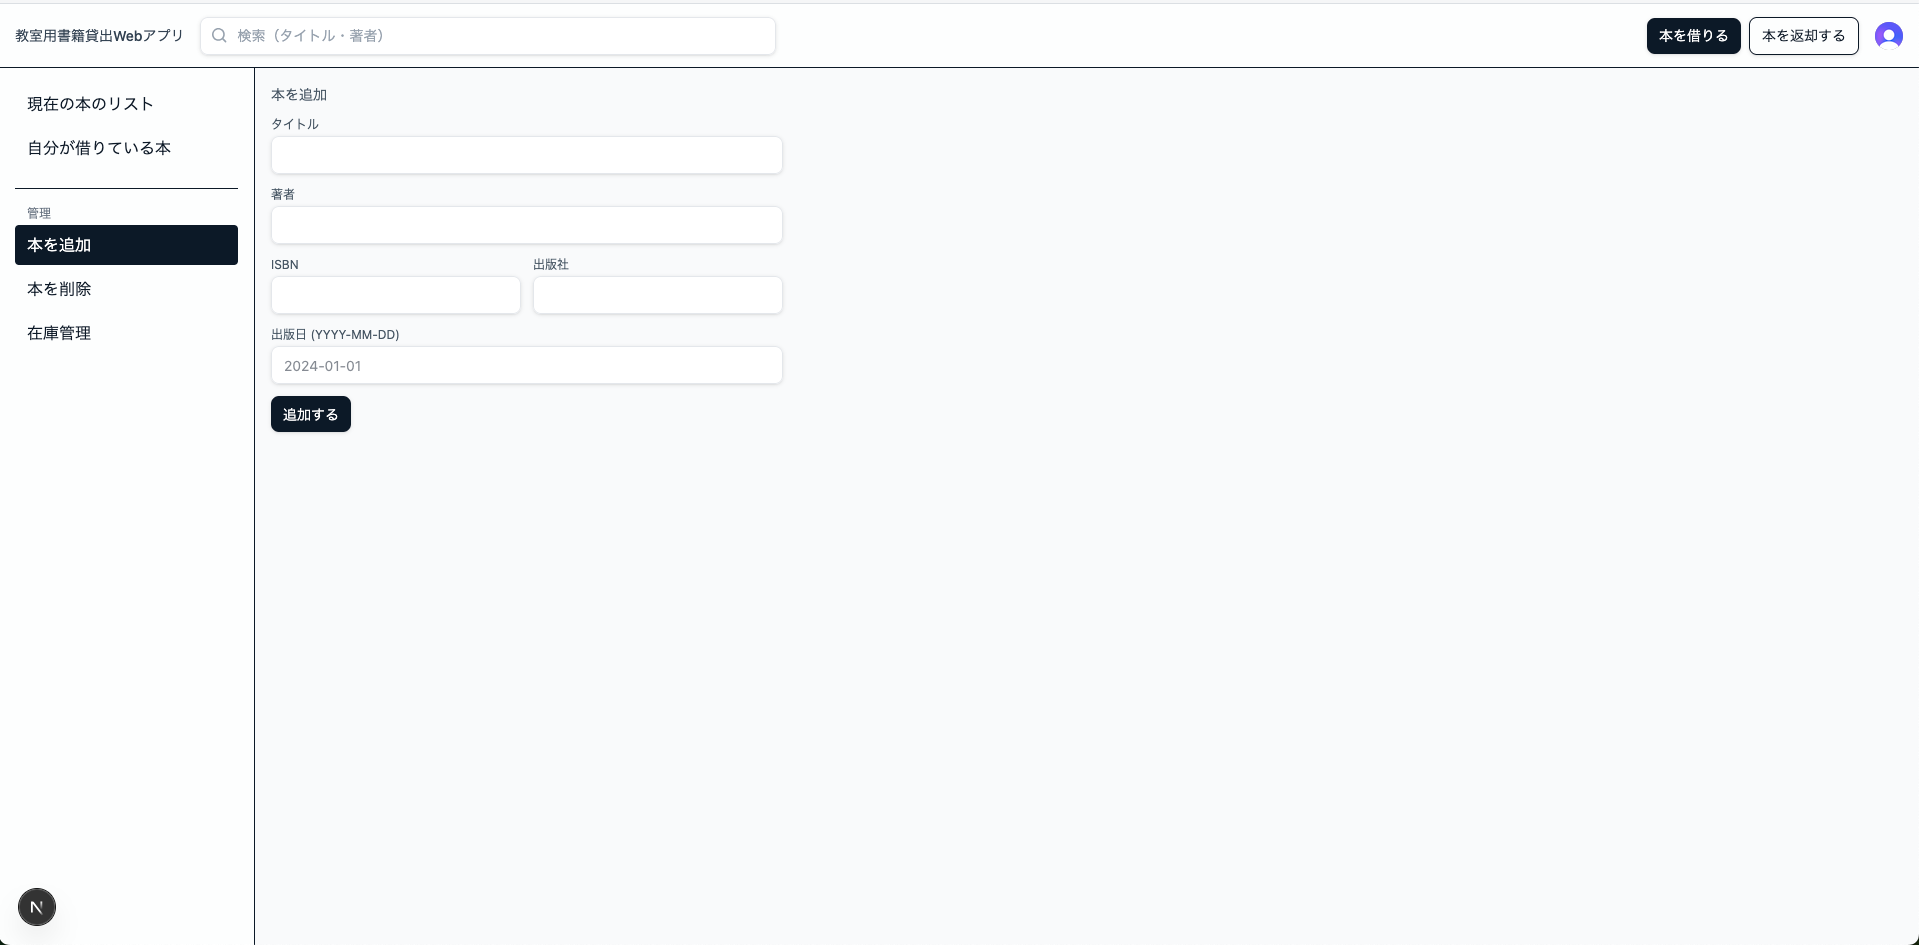 教室用書籍貸出Webアプリ
検索（タイトル・著者）
本を借りる
本を返却する
現在の本のリスト
自分が借りている本
管理
本を追加
本を削除
在庫管理
本を追加
タイトル
著者
ISBN
出版社
出版日 (YYYY-MM-DD)
2024-01-01
追加する
N